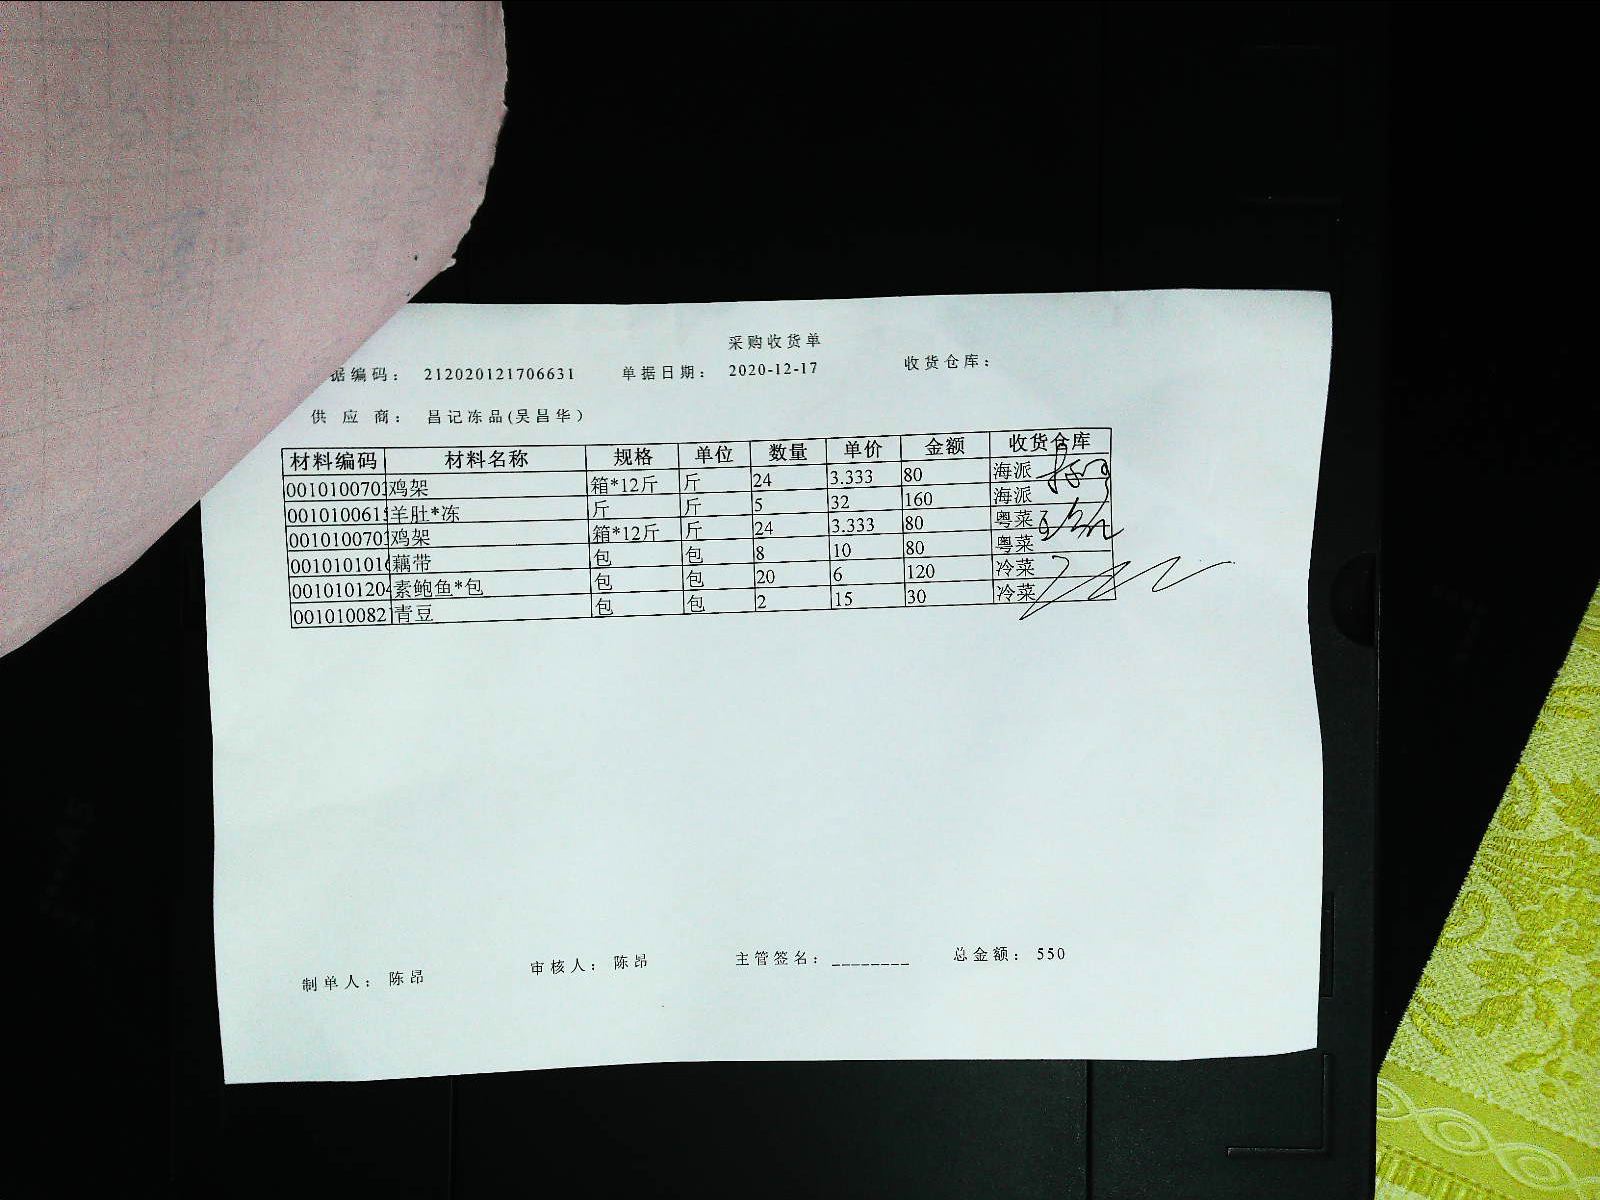 采购收货单
据编码： 212020121706631 单据日期： 2020-12-17 收货仓库：
供 应 商： 昌记冻品(吴昌华)
材料编码 材料名称 规格 单位 数量 单价 金额 收货仓库
001010070 鸡架 箱*12斤 斤 24 3.333 80 海派
001010061 羊肚*冻 斤 斤 5 32 160 海派
001010070 鸡架 箱*12斤 斤 24 3.333 80 粤菜
001010101 藕带 包 包 8 10 80 粤菜
001010120 素鲍鱼*包 包 包 20 6 120 冷菜
001010082 青豆 包 包 2 15 30 冷菜
制单人： 陈昂 审核人： 陈昂 主管签名： ________ 总金额： 550